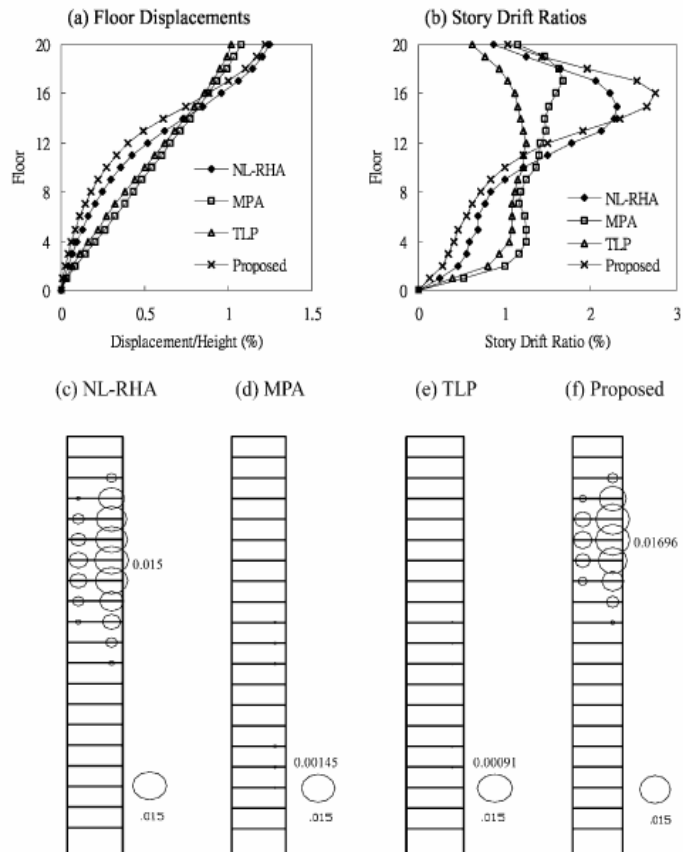 (a) Floor Displacements
(b) Story Drift Ratios
20
16
12
8
4
0
Floor
NL-RHA
MPA
TLP
Proposed
0
0.5
1
1.5
Displacement/Height (%)
20
16
12
8
4
0
Floor
NL-RHA
MPA
TLP
Proposed
0
1
2
3
Story Drift Ratio (%)
(c) NL-RHA
(d) MPA
(e) TLP
(f) Proposed
0.015
.015
0.00145
.015
0.00091
.015
0.01696
.015